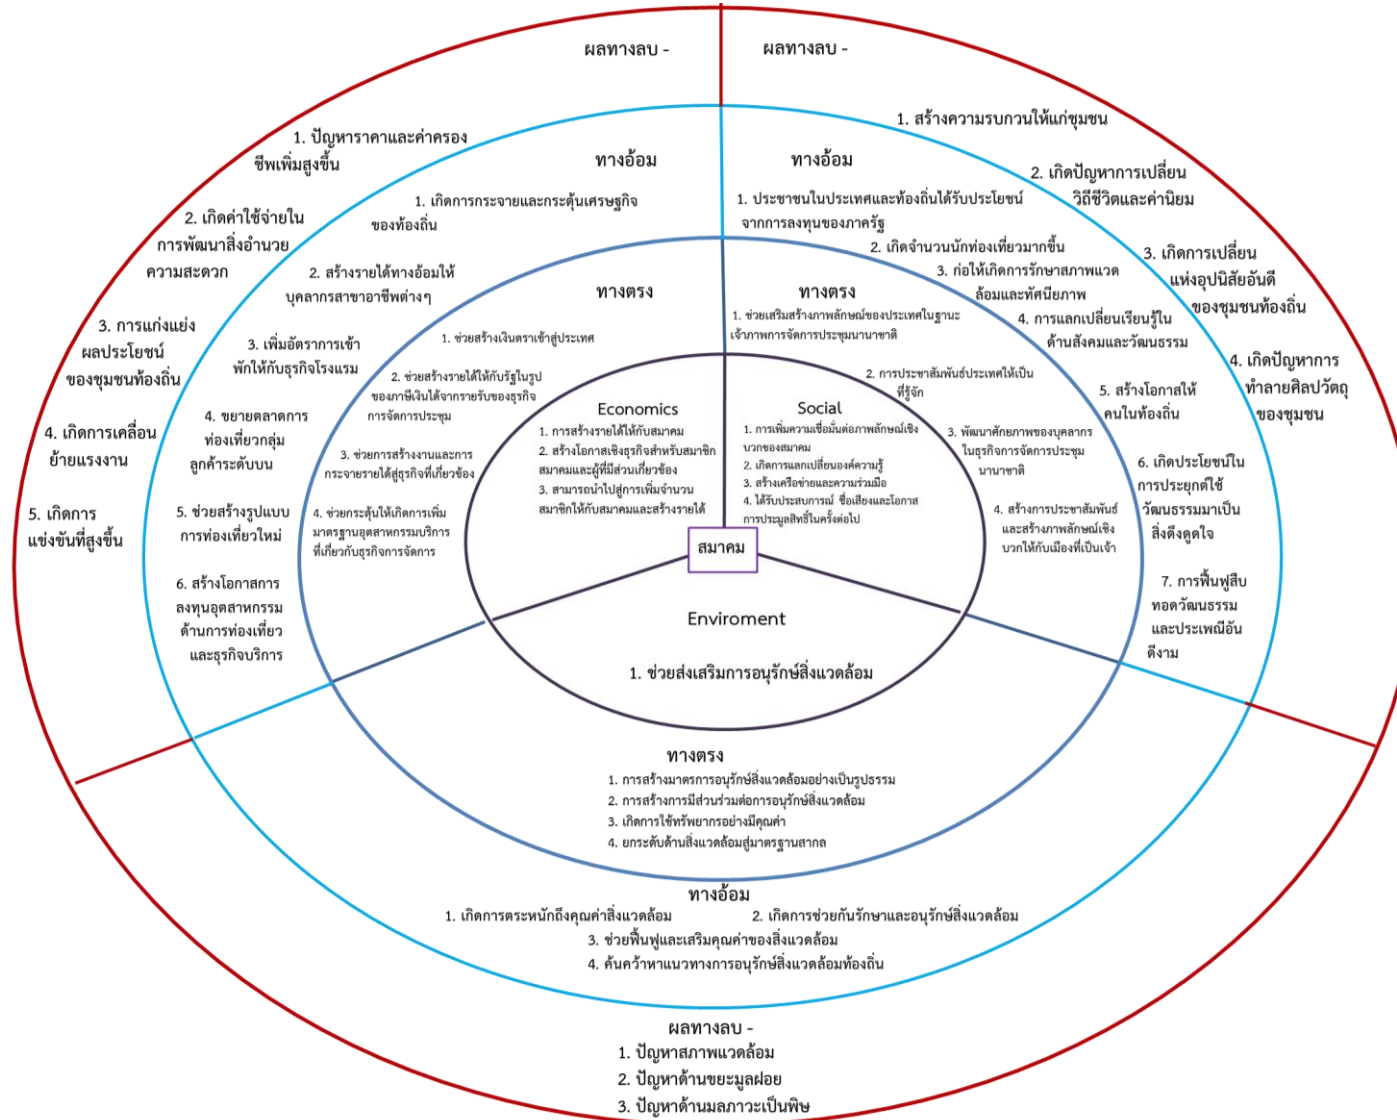 ผลทางลบ -
1. ปัญหาราคาและค่าครอง
ชีพเพิ่มสูงขึ้น
2. เกิดค่าใช้จ่ายใน
การพัฒนาสิ่งอำนวย
ความสะดวก
3. การแก่งแย่ง
ผลประโยชน์
ของชุมชนท้องถิ่น
4. เกิดการเคลื่อน
ย้ายแรงงาน
5. เกิดการ
แข่งขันที่สูงขึ้น
ทางอ้อม
1. เกิดการกระจายและกระตุ้นเศรษฐกิจ
ของท้องถิ่น
2. สร้างรายได้ทางอ้อมให้
บุคลากรสาขาอาชีพต่างๆ
3. เพิ่มอัตราการเข้า
พักให้กับธุรกิจโรงแรม
4. ขยายตลาดการ
ท่องเที่ยวกลุ่ม
ลูกค้าระดับบน
5. ช่วยสร้างรูปแบบ
การท่องเที่ยวใหม่
6. สร้างโอกาสการ
ลงทุนอุตสาหกรรม
ด้านการท่องเที่ยว
และธุรกิจบริการ
ทางตรง
1. ช่วยสร้างเงินตราเข้าสู่ประเทศ
2. ช่วยสร้างรายได้ให้กับรัฐในรูป
ของภาษีเงินได้จากรายรับของธุรกิจ
การจัดการประชุม
3. ช่วยการสร้างงานและการ
กระจายรายได้สู่ธุรกิจที่เกี่ยวข้อง
4. ช่วยกระตุ้นให้เกิดการเพิ่ม
มาตรฐานอุตสาหกรรมบริการ
ที่เกี่ยวกับธุรกิจการจัดการ
Economics
1. การสร้างรายได้ให้กับสมาคม
2. สร้างโอกาสเชิงธุรกิจสำหรับสมาชิก
สมาคมและผู้ที่มีส่วนเกี่ยวข้อง
3. สามารถนำไปสู่การเพิ่มจำนวน
สมาชิกให้กับสมาคมและสร้างรายได้
ผลทางลบ -
1. สร้างความรบกวนให้แก่ชุมชน
2. เกิดปัญหาการเปลี่ยน
วิถีชีวิตและค่านิยม
3. เกิดการเปลี่ยน
แห่งอุปนิสัยอันดี
ของชุมชนท้องถิ่น
4. เกิดปัญหาการ
ทำลายศิลปวัตถุ
ของชุมชน
ทางอ้อม
1. ประชาชนในประเทศและท้องถิ่นได้รับประโยชน์
จากการลงทุนของภาครัฐ
2. เกิดจำนวนนักท่องเที่ยวมากขึ้น
3. ก่อให้เกิดการรักษาสภาพแวด
ล้อมและทัศนียภาพ
4. การแลกเปลี่ยนเรียนรู้ใน
ด้านสังคมและวัฒนธรรม
5. สร้างโอกาสให้
คนในท้องถิ่น
6. เกิดประโยชน์ใน
การประยุกต์ใช้
วัฒนธรรมมาเป็น
สิ่งดึงดูดใจ
7. การฟื้นฟูสืบ
ทอดวัฒนธรรม
และประเพณีอัน
ดีงาม
ทางตรง
1. ช่วยเสริมสร้างภาพลักษณ์ของประเทศในฐานะ
เจ้าภาพการจัดการประชุมนานาชาติ
2. การประชาสัมพันธ์ประเทศให้เป็น
ที่รู้จัก
3. พัฒนาศักยภาพของบุคลากร
ในธุรกิจการจัดการประชุม
นานาชาติ
4. สร้างการประชาสัมพันธ์
และสร้างภาพลักษณ์เชิง
บวกให้กับเมืองที่เป็นเจ้า
Social
1. การเพิ่มความเชื่อมั่นต่อภาพลักษณ์เชิง
บวกของสมาคม
2. เกิดการแลกเปลี่ยนองค์ความรู้
3. สร้างเครือข่ายและความร่วมมือ
4. ได้รับประสบการณ์ ชื่อเสียงและโอกาส
การประมูลสิทธิ์ในครั้งต่อไป
สมาคม
Enviroment
1. ช่วยส่งเสริมการอนุรักษ์สิ่งแวดล้อม
ทางตรง
1. การสร้างมาตรการอนุรักษ์สิ่งแวดล้อมอย่างเป็นรูปธรรม
2. การสร้างการมีส่วนร่วมต่อการอนุรักษ์สิ่งแวดล้อม
3. เกิดการใช้ทรัพยากรอย่างมีคุณค่า
4. ยกระดับด้านสิ่งแวดล้อมสู่มาตรฐานสากล
ทางอ้อม
1. เกิดการตระหนักถึงคุณค่าสิ่งแวดล้อม
2. เกิดการช่วยกันรักษาและอนุรักษ์สิ่งแวดล้อม
3. ช่วยฟื้นฟูและเสริมคุณค่าของสิ่งแวดล้อม
4. ค้นคว้าหาแนวทางการอนุรักษ์สิ่งแวดล้อมท้องถิ่น
ผลทางลบ -
1. ปัญหาสภาพแวดล้อม
2. ปัญหาด้านขยะมูลฝอย
3. ปัญหาด้านมลภาวะเป็นพิษ